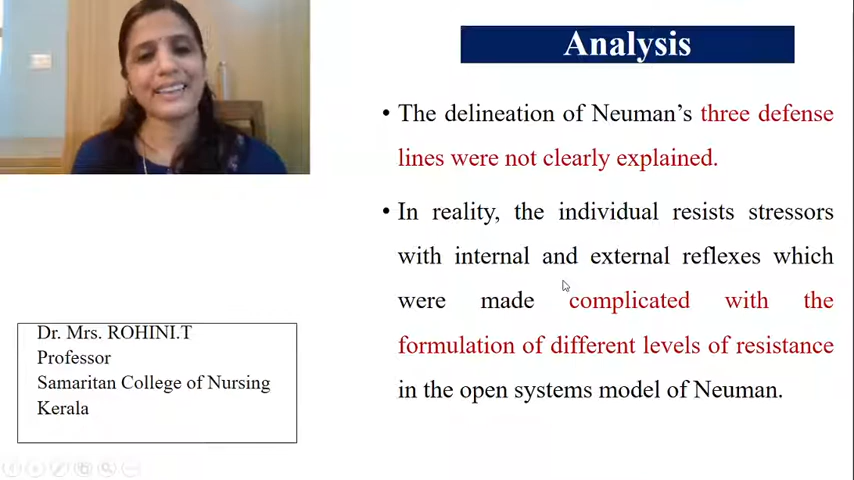 Analysis
• The delineation of Neuman’s three defense
lines were not clearly explained.
• In reality, the individual resists stressors
with internal and external reflexes which
were made complicated with the
formulation of different levels of resistance
in the open systems model of Neuman.
Dr. Mrs. ROHINI.T
Professor
Samaritan College of Nursing
Kerala